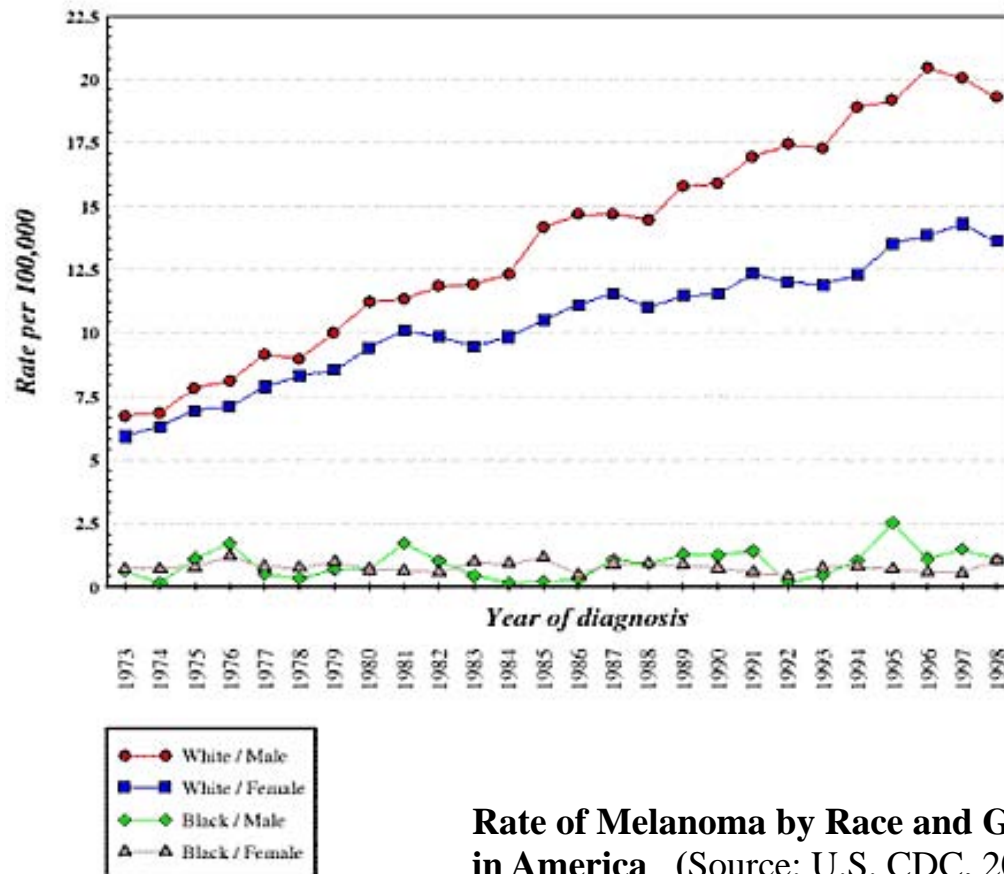 22.5
20
17.5
15
12.5
10
7.5
5
2.5
0
Rate per 100,000
Year of diagnosis
1973 1974 1975 1976 1977 1978 1979 1980 1981 1982 1983 1984 1985 1986 1987 1988 1989 1990 1991 1992 1993 1994 1995 1996 1997 1998
White / Male
White / Female
Black / Male
Black / Female
Rate of Melanoma by Race and G
in America (Source: U.S. CDC, 20